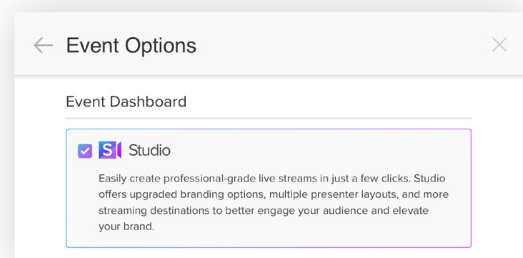 Event Options
Event Dashboard
S Studio
Easily create professional-grade live streams in just a few clicks. Studio
offers upgraded branding options, multiple presenter layouts, and more
streaming destinations to better engage your audience and elevate
your brand.